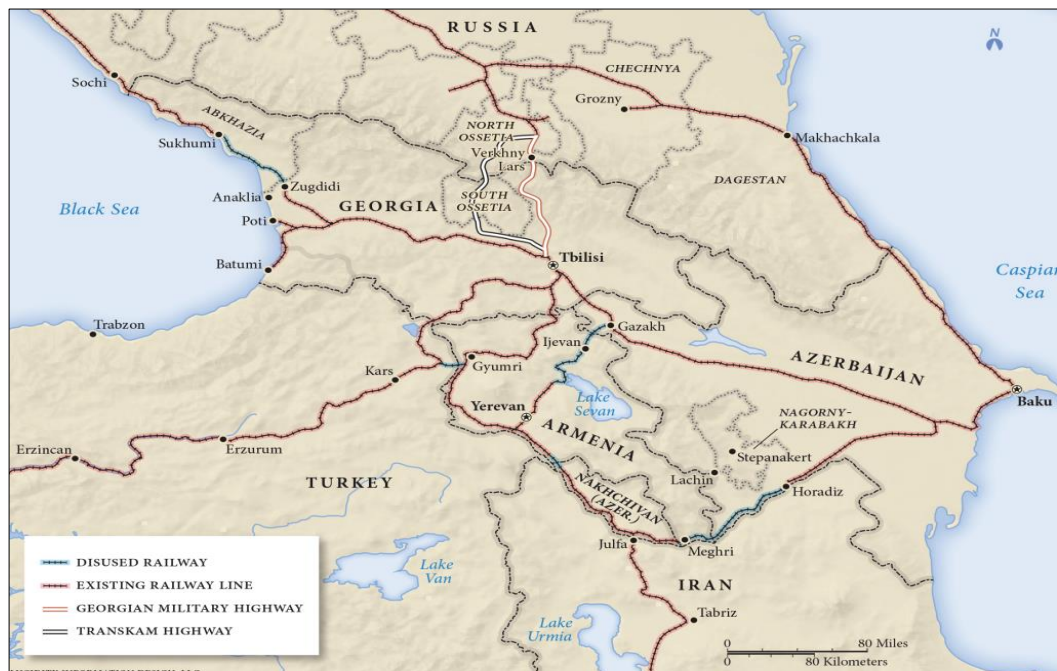 RUSSIA
N
CHECHNYA
Sochi
Grozny
ABKHAZIA
NORTH
OSSETIA
Sukhumi
Makhachkala
Verkhny
Lars
DAGESTAN
Zugdidi
Anaklia
SOUTH
OSSETIA
Black Sea
GEORGIA
Poti
Tbilisi
Batumi
Caspian
Sea
Trabzon
Gazakh
Ijevan
Kars
Gyumri
AZERBAIJAN
Lake
Sevan
Baku
Yerevan
NAGORNY-
KARABAKH
ARMENIA
Erzincan
Erzurum
Stepanakert
Lachin
TURKEY
NAKHCHIVAN
(AZER.)
Horadiz
Julfa
Meghri
Lake
Van
IRAN
Tabriz
Lake
Urmia
DISUSED RAILWAY
EXISTING RAILWAY LINE
GEORGIAN MILITARY HIGHWAY
TRANSKAM HIGHWAY
0 80 Miles
0 80 Kilometers